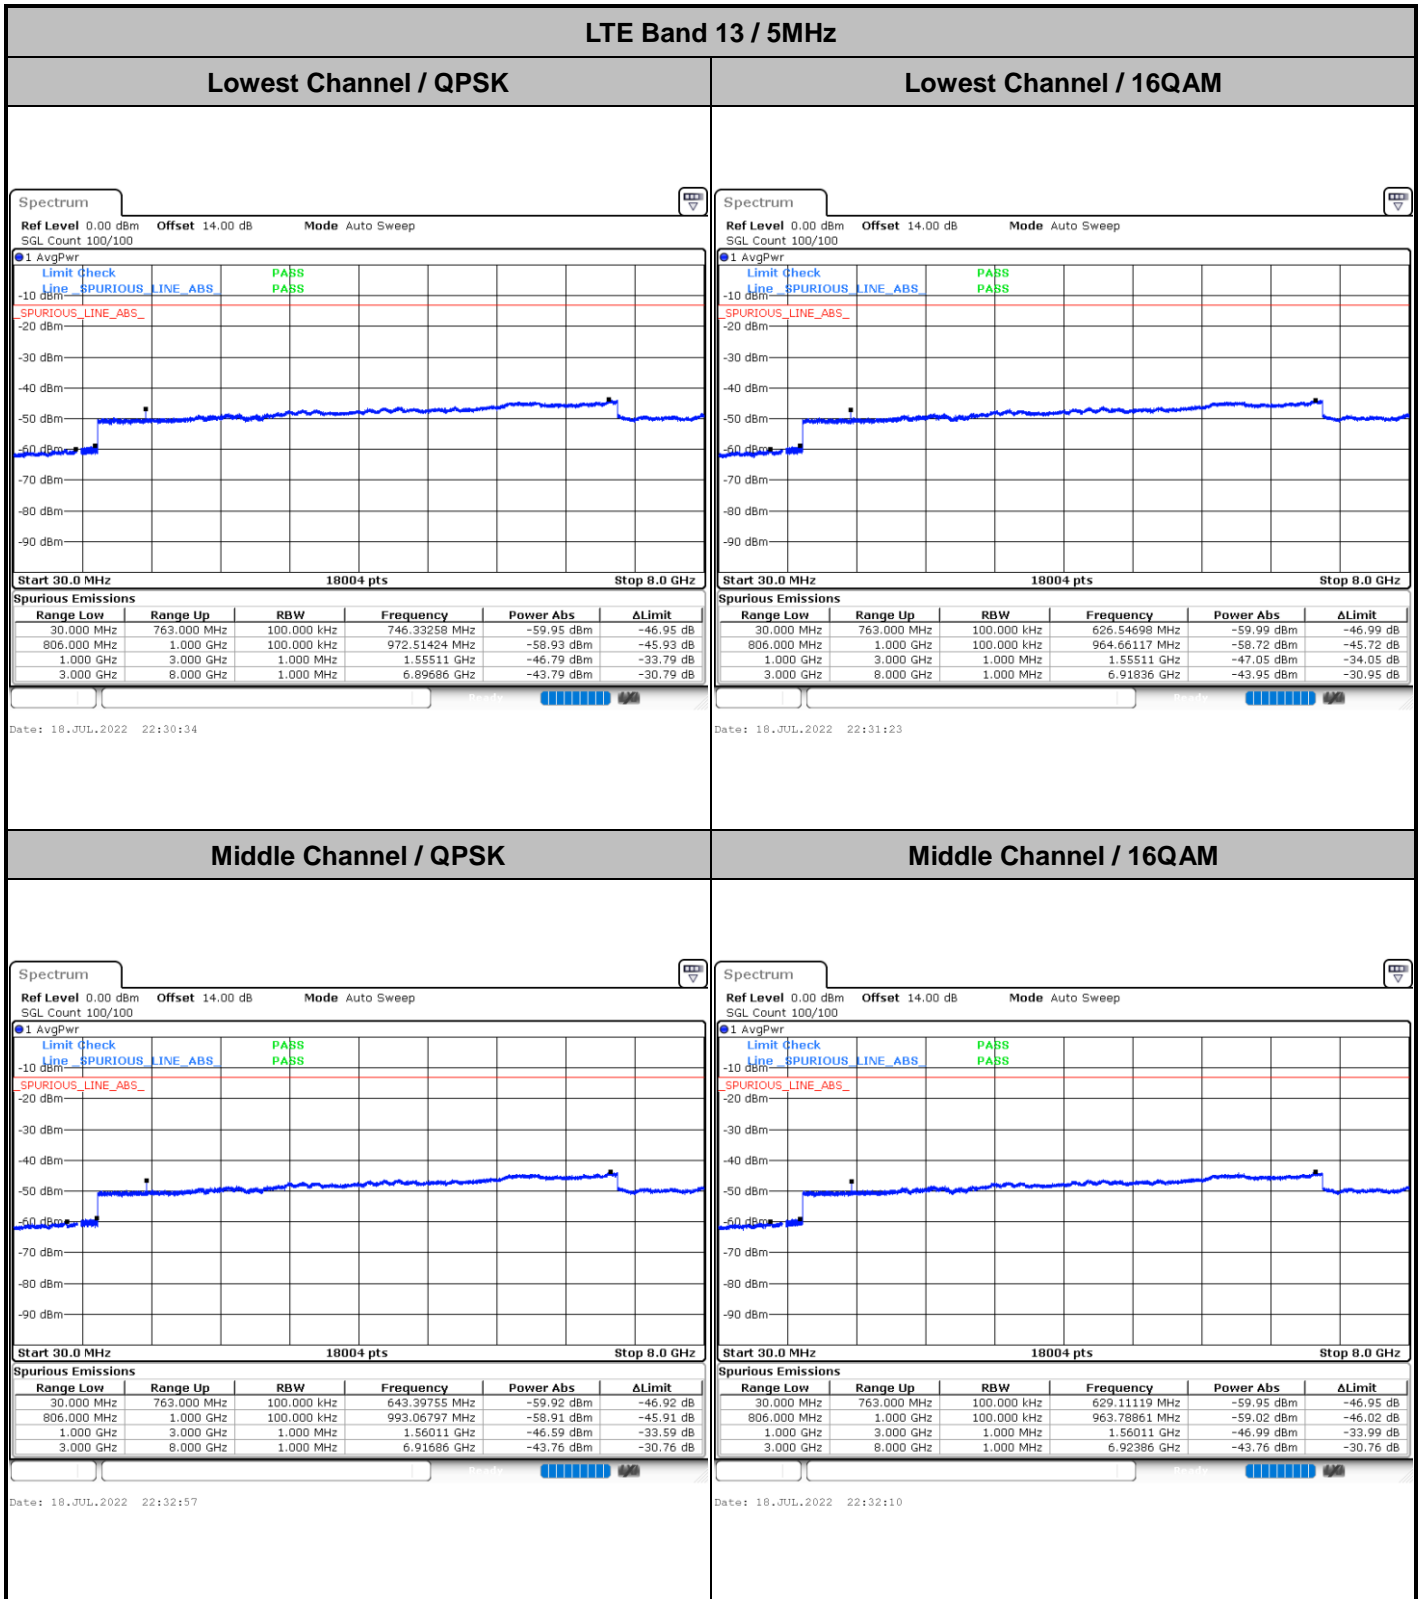 LTE Band 13 / 5MHz
Lowest Channel / QPSK
Lowest Channel / 16QAM
Spectrum
Ref Level 0.00 dBm Offset 14.00 dB Mode Auto Sweep
SGL Count 100/100
1 AvgPwr
Limit Check PASS
Line _SPURIOUS_LINE_ABS_ PASS
-10 dBm
_SPURIOUS_LINE_ABS_
-20 dBm
-30 dBm
-40 dBm
-50 dBm
-60 dBm
-70 dBm
-80 dBm
-90 dBm
Start 30.0 MHz 18004 pts Stop 8.0 GHz
Spurious Emissions
Range Low Range Up RBW Frequency Power Abs ΔLimit
30.000 MHz 763.000 MHz 100.000 kHz 746.33258 MHz -59.95 dBm -46.95 dB
806.000 MHz 1.000 GHz 100.000 kHz 972.51424 MHz -58.93 dBm -45.93 dB
1.000 GHz 3.000 GHz 1.000 MHz 1.55511 GHz -46.79 dBm -33.79 dB
3.000 GHz 8.000 GHz 1.000 MHz 6.89686 GHz -43.79 dBm -30.79 dB
Date: 18.JUL.2022 22:30:34
Spectrum
Ref Level 0.00 dBm Offset 14.00 dB Mode Auto Sweep
SGL Count 100/100
1 AvgPwr
Limit Check PASS
Line _SPURIOUS_LINE_ABS_ PASS
-10 dBm
_SPURIOUS_LINE_ABS_
-20 dBm
-30 dBm
-40 dBm
-50 dBm
-60 dBm
-70 dBm
-80 dBm
-90 dBm
Start 30.0 MHz 18004 pts Stop 8.0 GHz
Spurious Emissions
Range Low Range Up RBW Frequency Power Abs ΔLimit
30.000 MHz 763.000 MHz 100.000 kHz 626.54698 MHz -59.99 dBm -46.99 dB
806.000 MHz 1.000 GHz 100.000 kHz 964.66117 MHz -58.72 dBm -45.72 dB
1.000 GHz 3.000 GHz 1.000 MHz 1.55511 GHz -47.05 dBm -34.05 dB
3.000 GHz 8.000 GHz 1.000 MHz 6.91836 GHz -43.95 dBm -30.95 dB
Date: 18.JUL.2022 22:31:23
Middle Channel / QPSK
Middle Channel / 16QAM
Spectrum
Ref Level 0.00 dBm Offset 14.00 dB Mode Auto Sweep
SGL Count 100/100
1 AvgPwr
Limit Check PASS
Line _SPURIOUS_LINE_ABS_ PASS
-10 dBm
_SPURIOUS_LINE_ABS_
-20 dBm
-30 dBm
-40 dBm
-50 dBm
-60 dBm
-70 dBm
-80 dBm
-90 dBm
Start 30.0 MHz 18004 pts Stop 8.0 GHz
Spurious Emissions
Range Low Range Up RBW Frequency Power Abs ΔLimit
30.000 MHz 763.000 MHz 100.000 kHz 643.39755 MHz -59.92 dBm -46.92 dB
806.000 MHz 1.000 GHz 100.000 kHz 993.06797 MHz -58.91 dBm -45.91 dB
1.000 GHz 3.000 GHz 1.000 MHz 1.56011 GHz -46.59 dBm -33.59 dB
3.000 GHz 8.000 GHz 1.000 MHz 6.91686 GHz -43.76 dBm -30.76 dB
Date: 18.JUL.2022 22:32:57
Spectrum
Ref Level 0.00 dBm Offset 14.00 dB Mode Auto Sweep
SGL Count 100/100
1 AvgPwr
Limit Check PASS
Line _SPURIOUS_LINE_ABS_ PASS
-10 dBm
_SPURIOUS_LINE_ABS_
-20 dBm
-30 dBm
-40 dBm
-50 dBm
-60 dBm
-70 dBm
-80 dBm
-90 dBm
Start 30.0 MHz 18004 pts Stop 8.0 GHz
Spurious Emissions
Range Low Range Up RBW Frequency Power Abs ΔLimit
30.000 MHz 763.000 MHz 100.000 kHz 629.11119 MHz -59.95 dBm -46.95 dB
806.000 MHz 1.000 GHz 100.000 kHz 963.78861 MHz -59.02 dBm -46.02 dB
1.000 GHz 3.000 GHz 1.000 MHz 1.56011 GHz -46.99 dBm -33.99 dB
3.000 GHz 8.000 GHz 1.000 MHz 6.92386 GHz -43.76 dBm -30.76 dB
Date: 18.JUL.2022 22:32:10